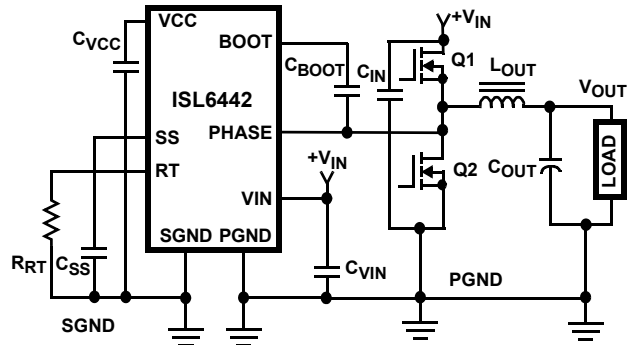 +VIN
VCC
BOOT
Q1
LOUT
CVCC
CBOOT
CIN
VOUT
ISL6442
SS
PHASE
+VIN
Q2
COUT
LOAD
RT
VIN
SGND
PGND
RRT
CSS
CVIN
PGND
SGND